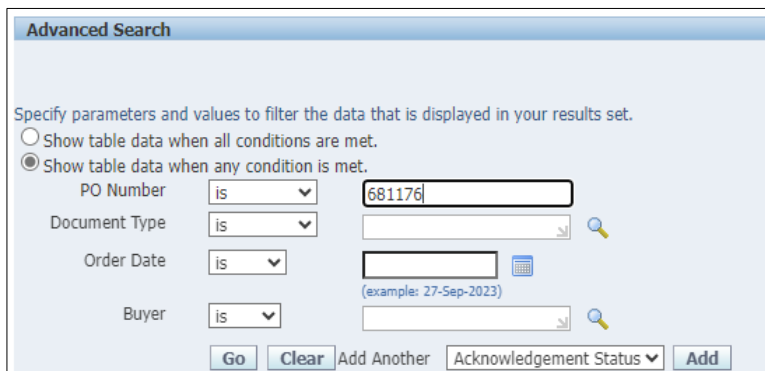 Advanced Search
Specify parameters and values to filter the data that is displayed in your results set.
Show table data when all conditions are met.
Show table data when any condition is met.
PO Number is 681176
Document Type is
Order Date is
(example: 27-Sep-2023)
Buyer is
Go Clear Add Another Acknowledgement Status Add